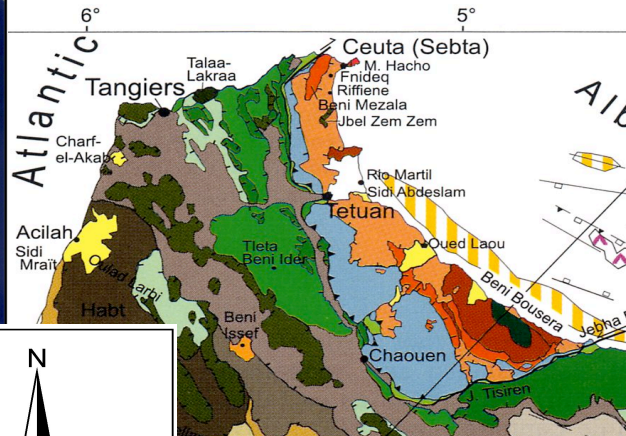 6°
5°
Atlantic
Ceuta (Sebta)
M. Hacho
Fnideq
Riffiene
Beni Mezala
Jbel Zem Zem
Talaa-
Lakraa
Tangiers
Charf-
el-Akab
Rio Martil
Sidi Abdeslam
Tetuan
Oued Laou
Acilah
Sidi
Mraït
Tleta
Beni Ider
Oulad Larbi
Habt
Beni
Issef
Beni Bousera
Jebha
Chaouen
J. Tisiren
Alb
N